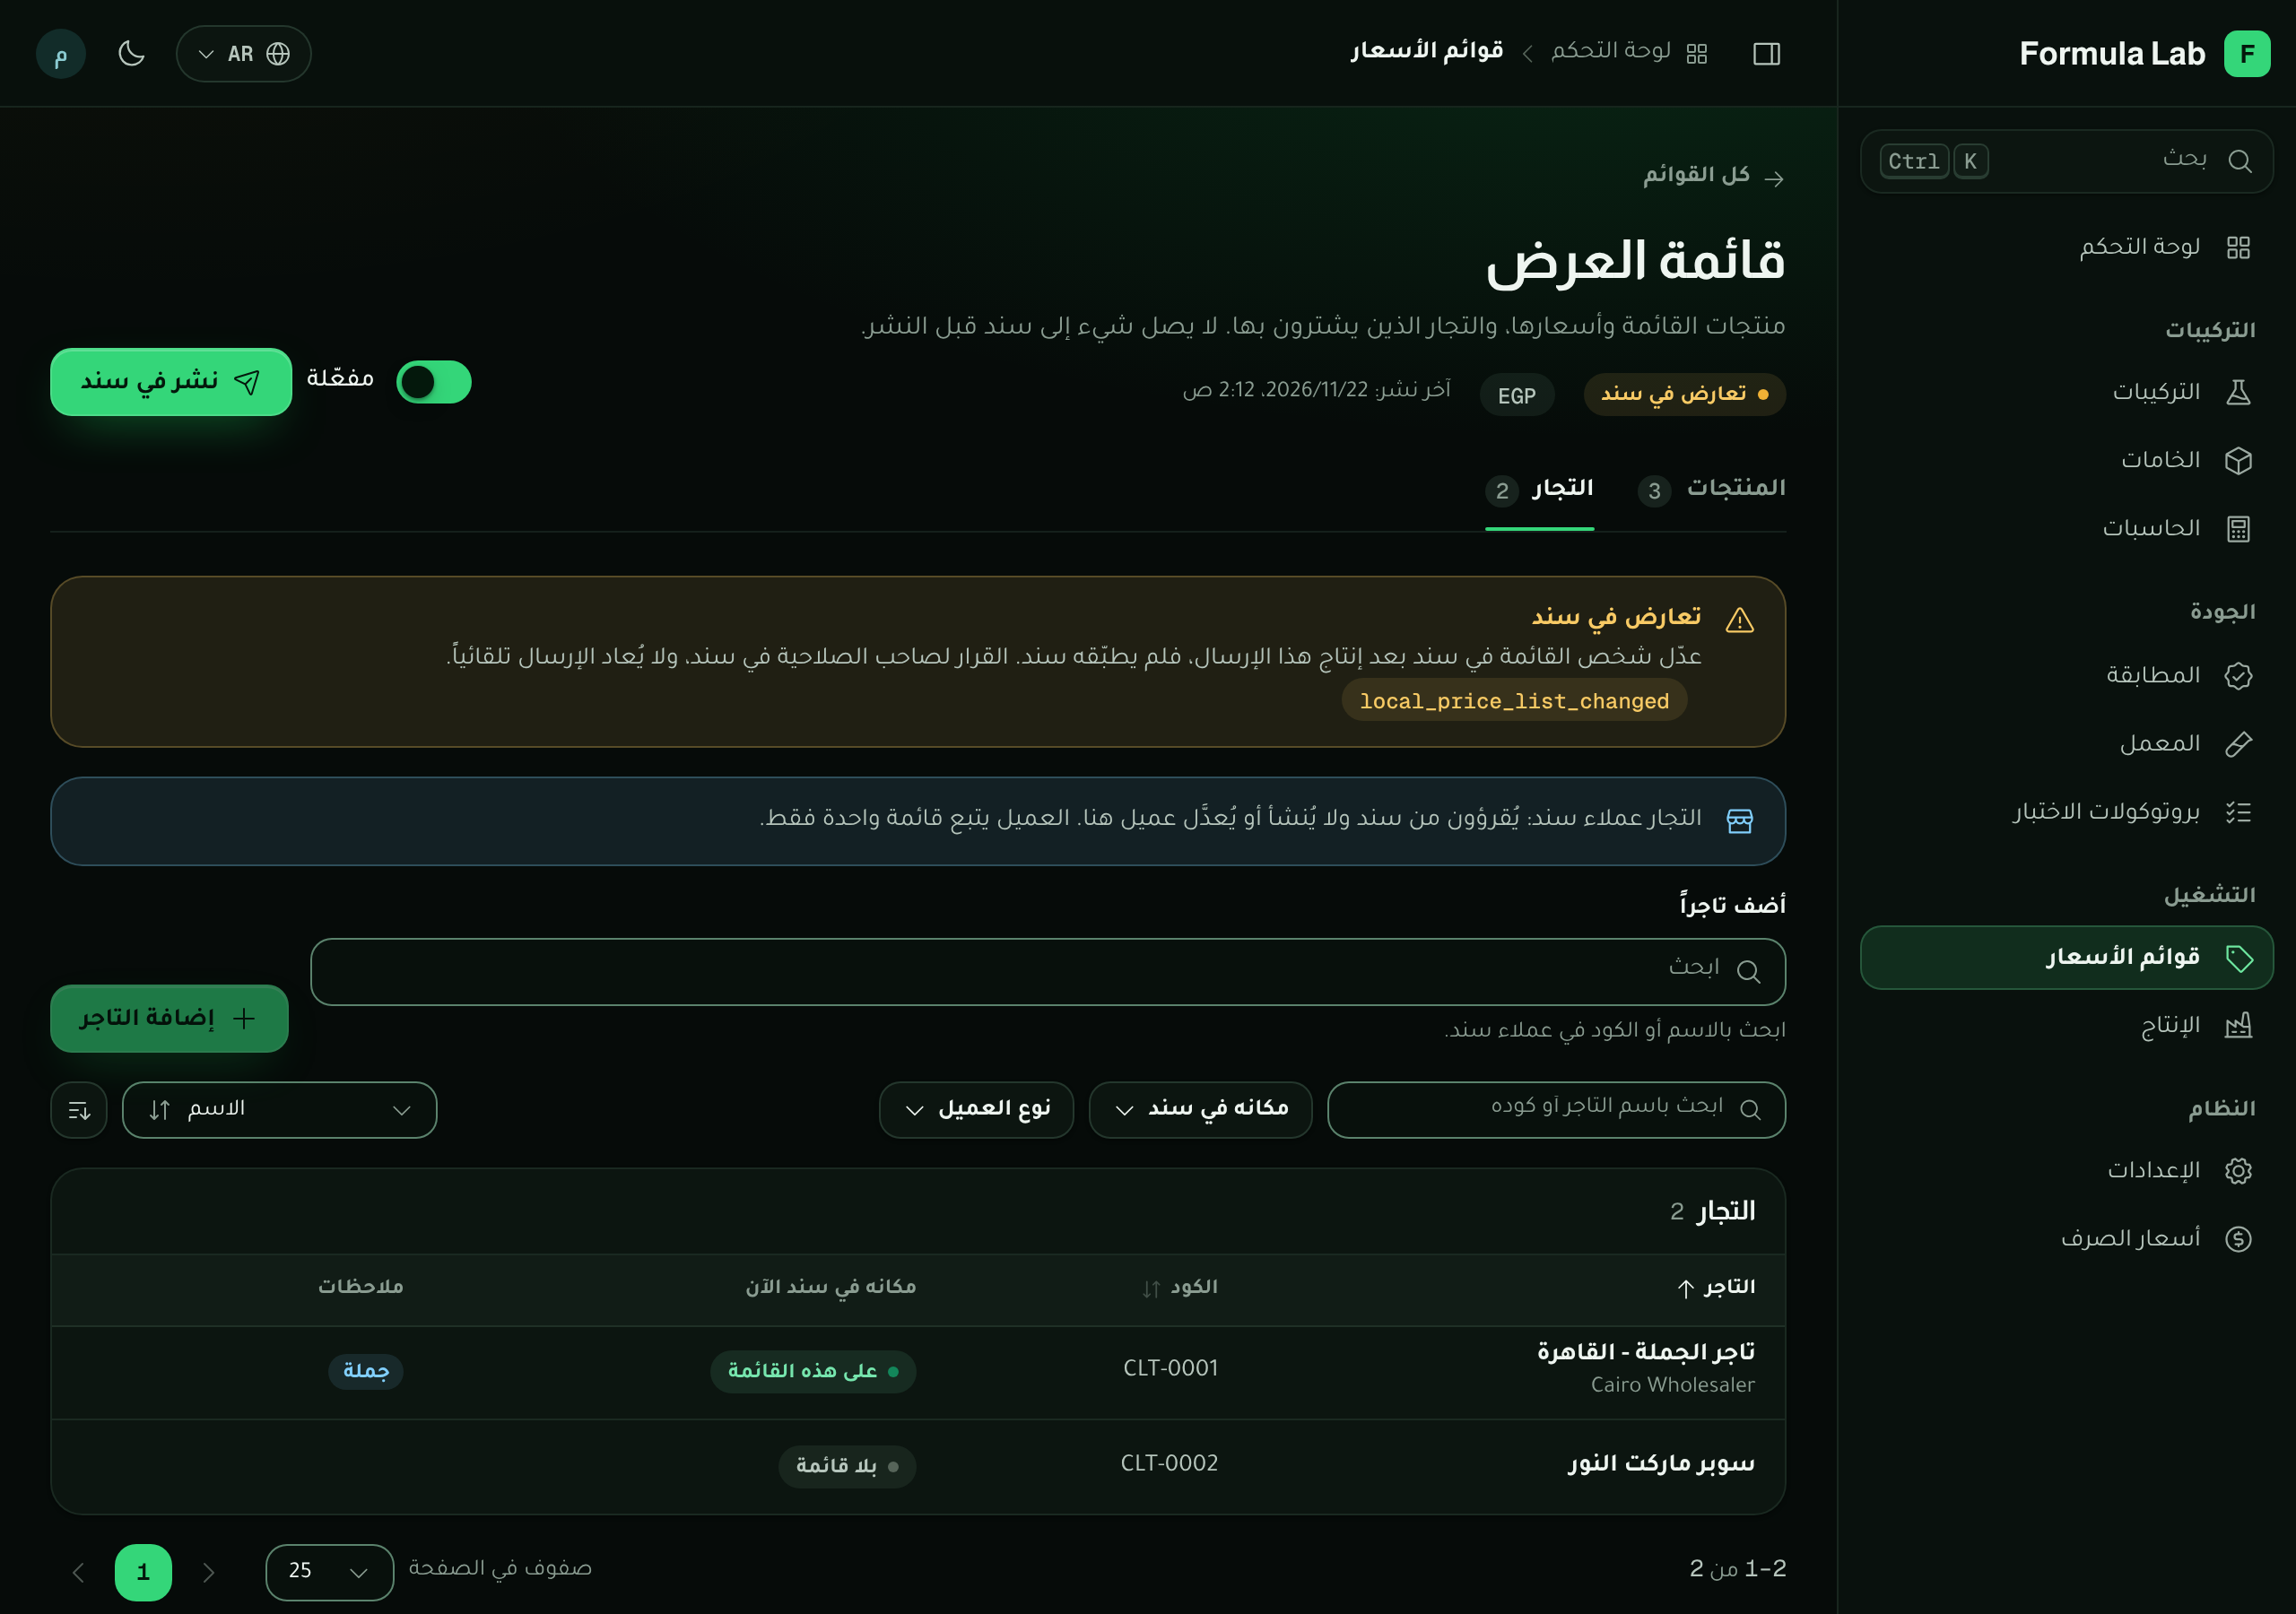 Formula Lab
F
بحث
Ctrl K
لوحة التحكم
التركيبات
التركيبات
الخامات
الحاسبات
الجودة
المطابقة
المعمل
بروتوكولات الاختبار
التشغيل
قوائم الأسعار
الإنتاج
النظام
الإعدادات
أسعار الصرف
لوحة التحكم
قوائم الأسعار
AR
م
كل القوائم
قائمة العرض
منتجات القائمة وأسعارها، والتجار الذين يشترون بها. لا يصل شيء إلى سند قبل النشر.
تعارض في سند
EGP
آخر نشر: 2026/11/22، 2:12 ص
مفعّلة
نشر في سند
المنتجات 3
التجار 2
تعارض في سند
عدّل شخص القائمة في سند بعد إنتاج هذا الإرسال، فلم يطبّقه سند. القرار لصاحب الصلاحية في سند، ولا يُعاد الإرسال تلقائياً.
local_price_list_changed
التجار عملاء سند: يُقرؤون من سند ولا يُنشأ أو يُعدَّل عميل هنا. العميل يتبع قائمة واحدة فقط.
أضف تاجراً
ابحث
إضافة التاجر
ابحث بالاسم أو الكود في عملاء سند.
ابحث باسم التاجر أو كوده
مكانه في سند
نوع العميل
الاسم
التجار 2
التاجر الكود مكانه في سند الآن ملاحظات
تاجر الجملة - القاهرة
Cairo Wholesaler
CLT-0001
على هذه القائمة
جملة
سوبر ماركت النور
CLT-0002
بلا قائمة
1–2 من 2
صفوف في الصفحة
25
1